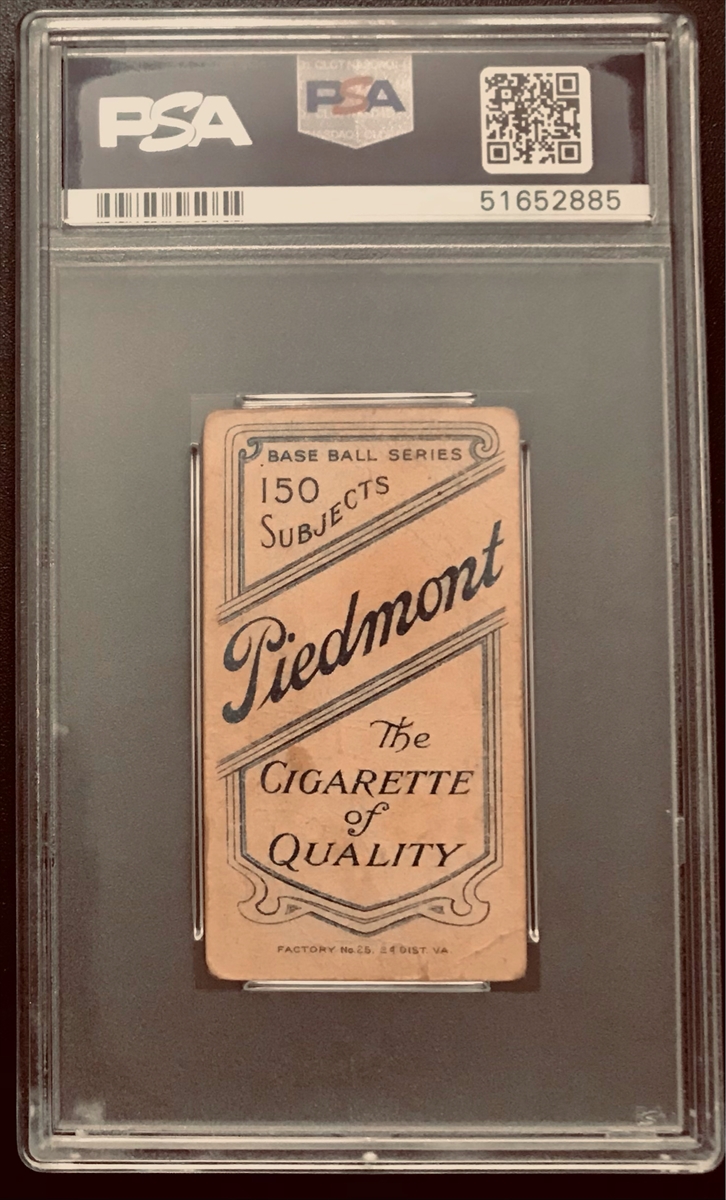 PSA
PSA
51652885
BASE BALL SERIES
150
SUBJECTS
Piedmont
The
CIGARETTE
of
QUALITY
FACTORY No 25, 2d DIST. VA.